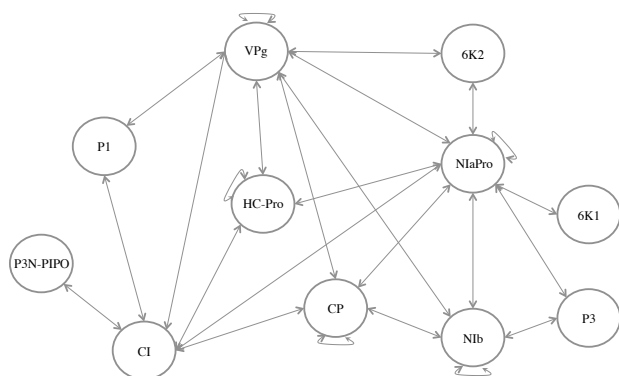 VPg
6K2
P1
NIaPro
HC-Pro
6K1
P3N-PIPO
CP
P3
NIb
CI